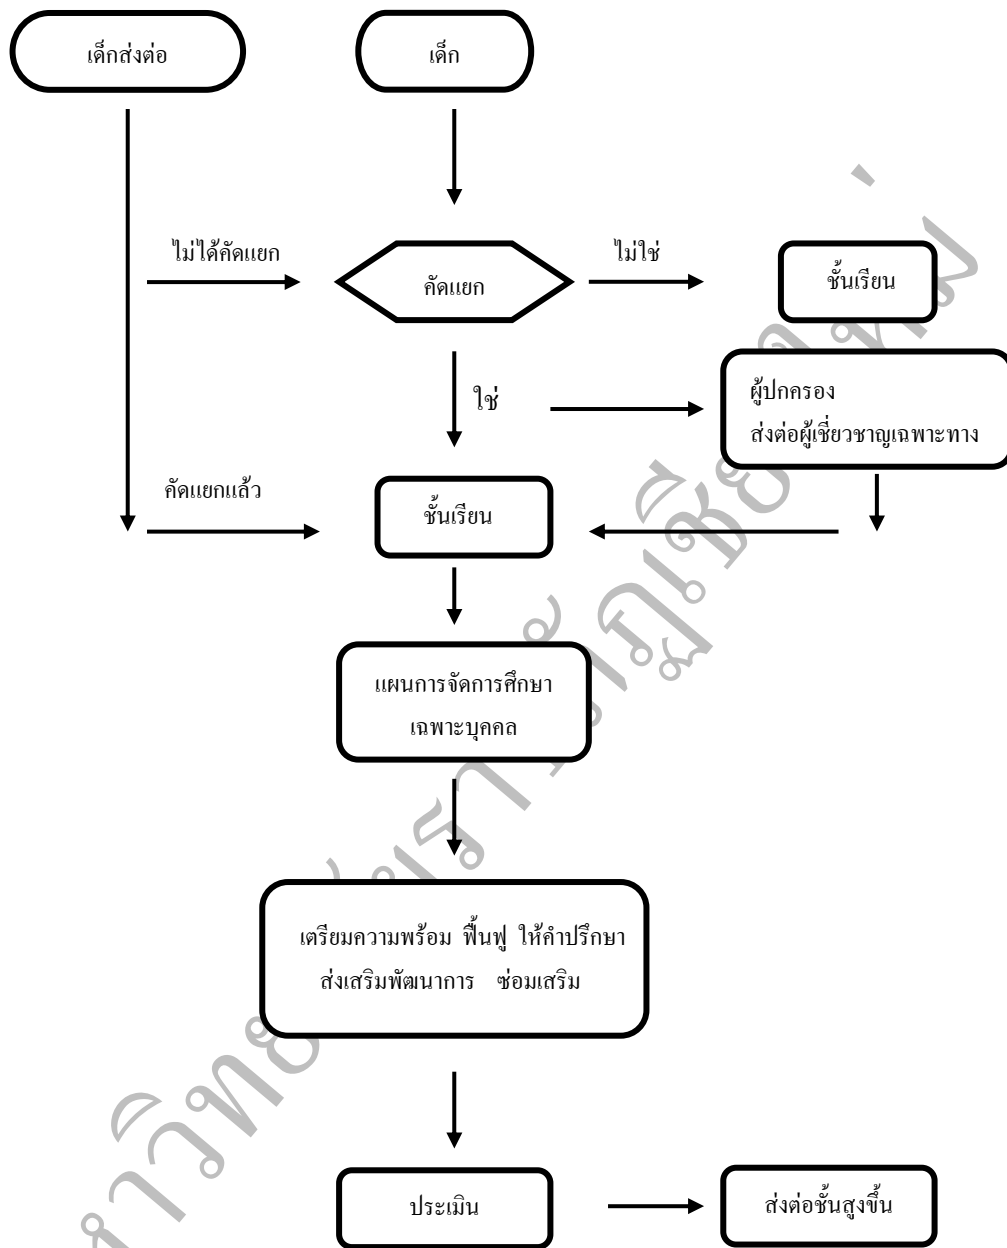 เด็กส่งต่อ
เด็ก
ไม่ได้คัดแยก
คัดแยก
ไม่ใช่
ชั้นเรียน
ใช่
ผู้ปกครอง
ส่งต่อผู้เชี่ยวชาญเฉพาะทาง
คัดแยกแล้ว
ชั้นเรียน
แผนการจัดการศึกษา
เฉพาะบุคคล
เตรียมความพร้อม ฟื้นฟู ให้คำปรึกษา
ส่งเสริมพัฒนาการ ซ่อมเสริม
ประเมิน
ส่งต่อชั้นสูงขึ้น